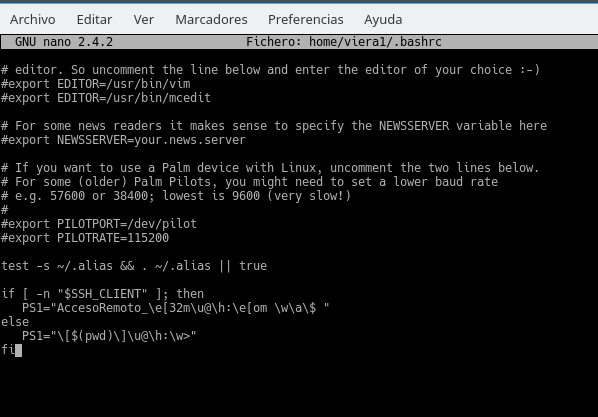 Archivo Editar Ver Marcadores Preferencias Ayuda
GNU nano 2.4.2 Fichero: home/viera1/.bashrc
# editor. So uncomment the line below and enter the editor of your choice :-)
#export EDITOR=/usr/bin/vim
#export EDITOR=/usr/bin/mcedit
# For some news readers it makes sense to specify the NEWSSERVER variable here
#export NEWSSERVER=your.news.server
# If you want to use a Palm device with Linux, uncomment the two lines below.
# For some (older) Palm Pilots, you might need to set a lower baud rate
# e.g. 57600 or 38400; lowest is 9600 (very slow!)
#
#export PILOTPORT=/dev/pilot
#export PILOTRATE=115200
test -s ~/.alias && . ~/.alias || true
if [ -n "$SSH_CLIENT" ]; then
PS1="AccesoRemoto_\e[32m\u@\h:\e[om \w\a\$ "
else
PS1="\[$(pwd)\]\u@\h:\w>"
fi